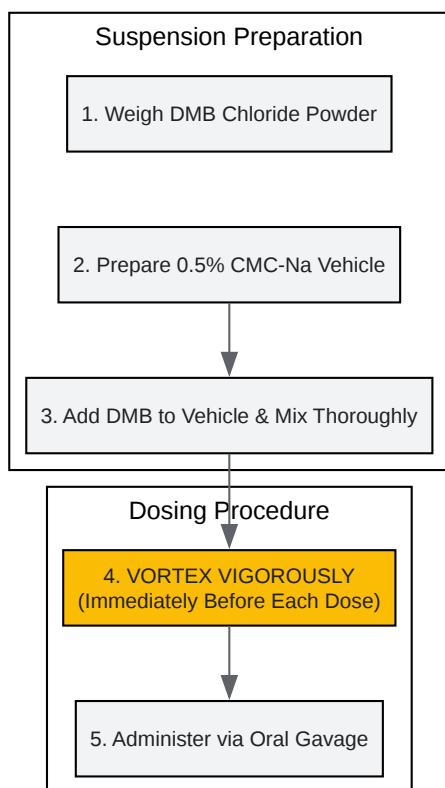 Suspension Preparation
1. Weigh DMB Chloride Powder
2. Prepare 0.5% CMC-Na Vehicle
3. Add DMB to Vehicle & Mix Thoroughly
Dosing Procedure
4. VORTEX VIGOROUSLY
(Immediately Before Each Dose)
5. Administer via Oral Gavage